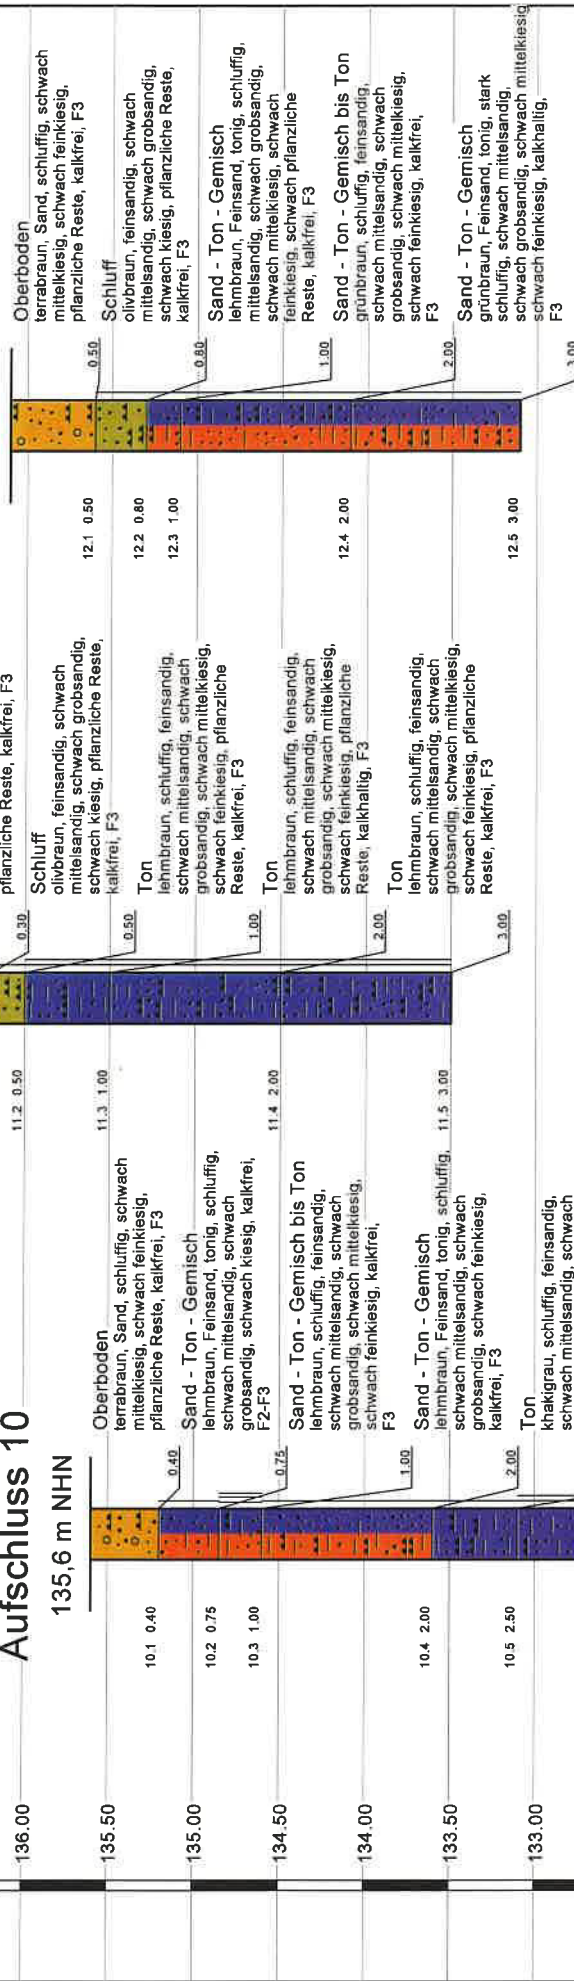 136.00
135.50
135.00
134.50
134.00
133.50
133.00
Aufschluss 10
135,6 m NHN
10.1 0.40
10.2 0.75
10.3 1.00
10.4 2.00
10.5 2.50
0.40
0.75
1.00
2.00
Oberboden
terrabraun, Sand, schluffig, schwach
mittelkiesig, schwach feinkiesig,
pflanzliche Reste, kalkfrei, F3
Sand - Ton - Gemisch
lehmbraun, Feinsand, tonig, schluffig,
schwach mittelsandig, schwach
grobsandig, schwach kiesig, kalkfrei,
F2-F3
Sand - Ton - Gemisch bis Ton
lehmbraun, schluffig, feinsandig,
schwach mittelsandig, schwach
grobsandig, schwach mittelkiesig,
schwach feinkiesig, kalkfrei,
F3
Sand - Ton - Gemisch
lehmbraun, Feinsand, tonig, schluffig,
schwach mittelsandig, schwach
grobsandig, schwach feinkiesig,
kalkfrei, F3
Ton
khakigrau, schluffig, feinsandig,
schwach mittelsandig, schwach
11.2 0.50
11.3 1.00
11.4 2.00
11.5 3.00
0.30
0.50
1.00
2.00
3.00
pflanzliche Reste, kalkfrei, F3
Schluff
olivbraun, feinsandig, schwach
mittelsandig, schwach grobsandig,
schwach kiesig, pflanzliche Reste,
kalkfrei, F3
Ton
lehmbraun, schluffig, feinsandig,
schwach mittelsandig, schwach
grobsandig, schwach mittelkiesig,
schwach feinkiesig, pflanzliche
Reste, kalkfrei, F3
Ton
lehmbraun, schluffig, feinsandig,
schwach mittelsandig, schwach
grobsandig, schwach mittelkiesig,
schwach feinkiesig, pflanzliche
Reste, kalkhaltig, F3
Ton
lehmbraun, schluffig, feinsandig,
schwach mittelsandig, schwach
grobsandig, schwach mittelkiesig,
schwach feinkiesig, pflanzliche
Reste, kalkfrei, F3
12.1 0.50
12.2 0.80
12.3 1.00
12.4 2.00
12.5 3.00
0.50
0.80
1.00
2.00
3.00
Oberboden
terrabraun, Sand, schluffig, schwach
mittelkiesig, schwach feinkiesig,
pflanzliche Reste, kalkfrei, F3
Schluff
olivbraun, feinsandig, schwach
mittelsandig, schwach grobsandig,
schwach kiesig, pflanzliche Reste,
kalkfrei, F3
Sand - Ton - Gemisch
lehmbraun, Feinsand, tonig, schluffig,
mittelsandig, schwach grobsandig,
schwach mittelkiesig, schwach
feinkiesig, schwach pflanzliche
Reste, kalkfrei, F3
Sand - Ton - Gemisch bis Ton
grünbraun, schluffig, feinsandig,
schwach mittelsandig, schwach
grobsandig, schwach mittelkiesig,
schwach feinkiesig, kalkfrei,
F3
Sand - Ton - Gemisch
grünbraun, Feinsand, tonig, stark
schluffig, schwach mittelsandig,
schwach grobsandig, schwach mittelkiesig,
schwach feinkiesig, kalkhaltig,
F3